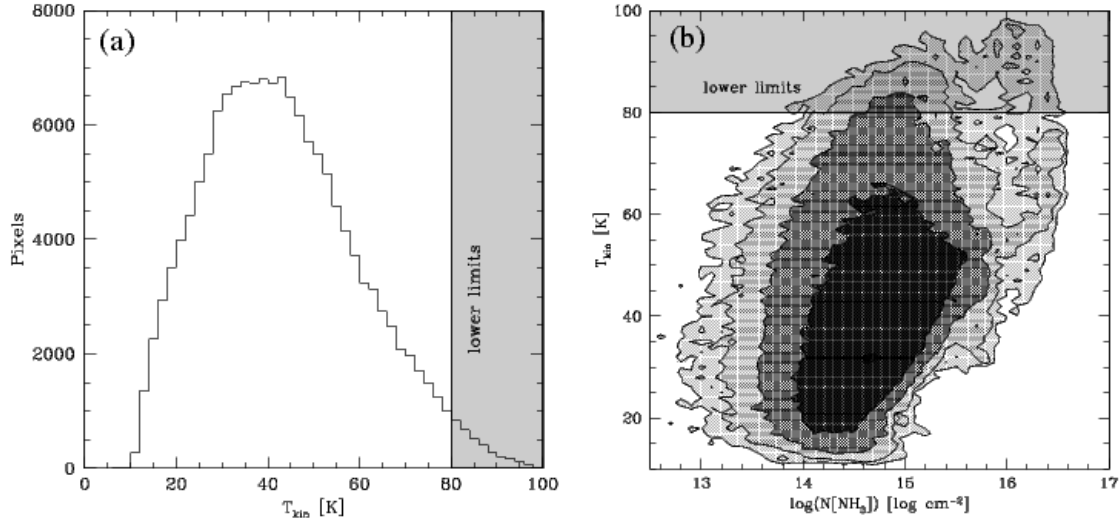 (a)
8000
6000
4000
2000
0
Pixels
lower limits
0 20 40 60 80 100
T_kin [K]
(b)
100
80
60
40
20
T_kin [K]
lower limits
13 14 15 16 17
log(N[NH₃]) [log cm⁻²]